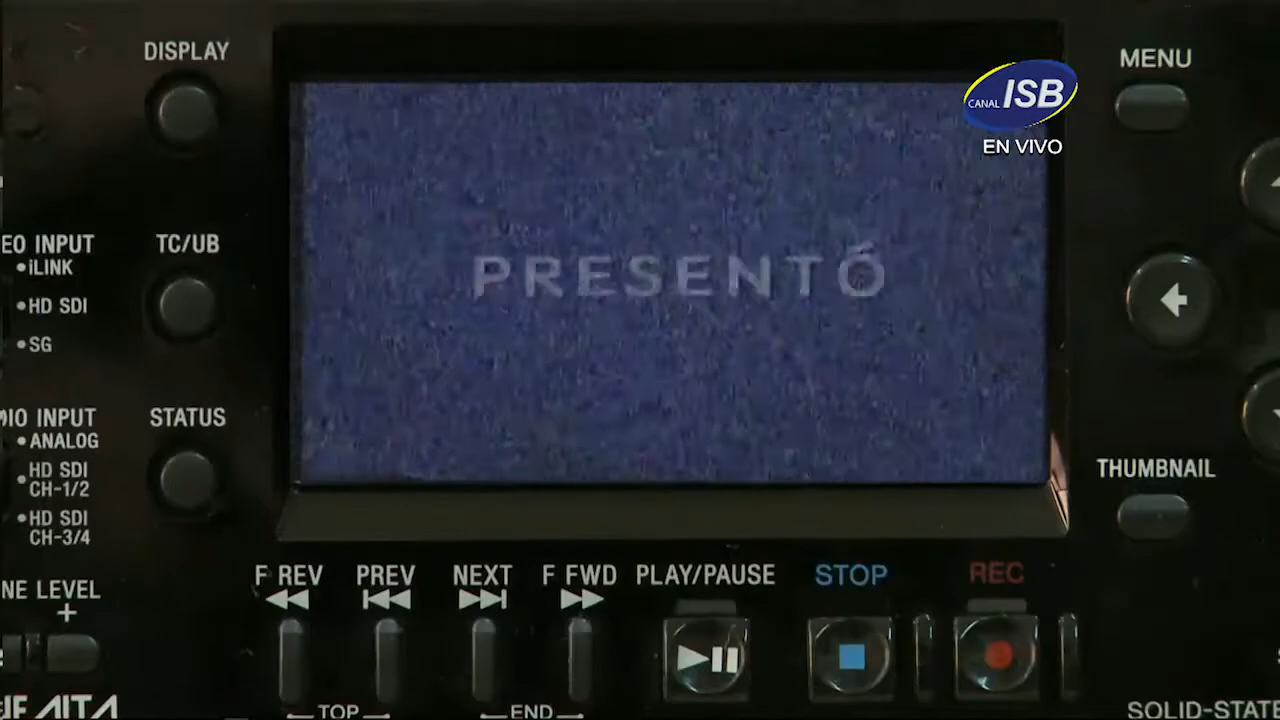 DISPLAY
MENU
CANAL ISB
EN VIVO
EO INPUT
TC/UB
•iLINK
•HD SDI
•SG
PRESENTÓ
IO INPUT
STATUS
•ANALOG
•HD SDI
CH-1/2
•HD SDI
CH-3/4
THUMBNAIL
NE LEVEL
+
F REV
PREV
NEXT
F FWD
PLAY/PAUSE
STOP
REC
TOP
END
SOLID-STATE